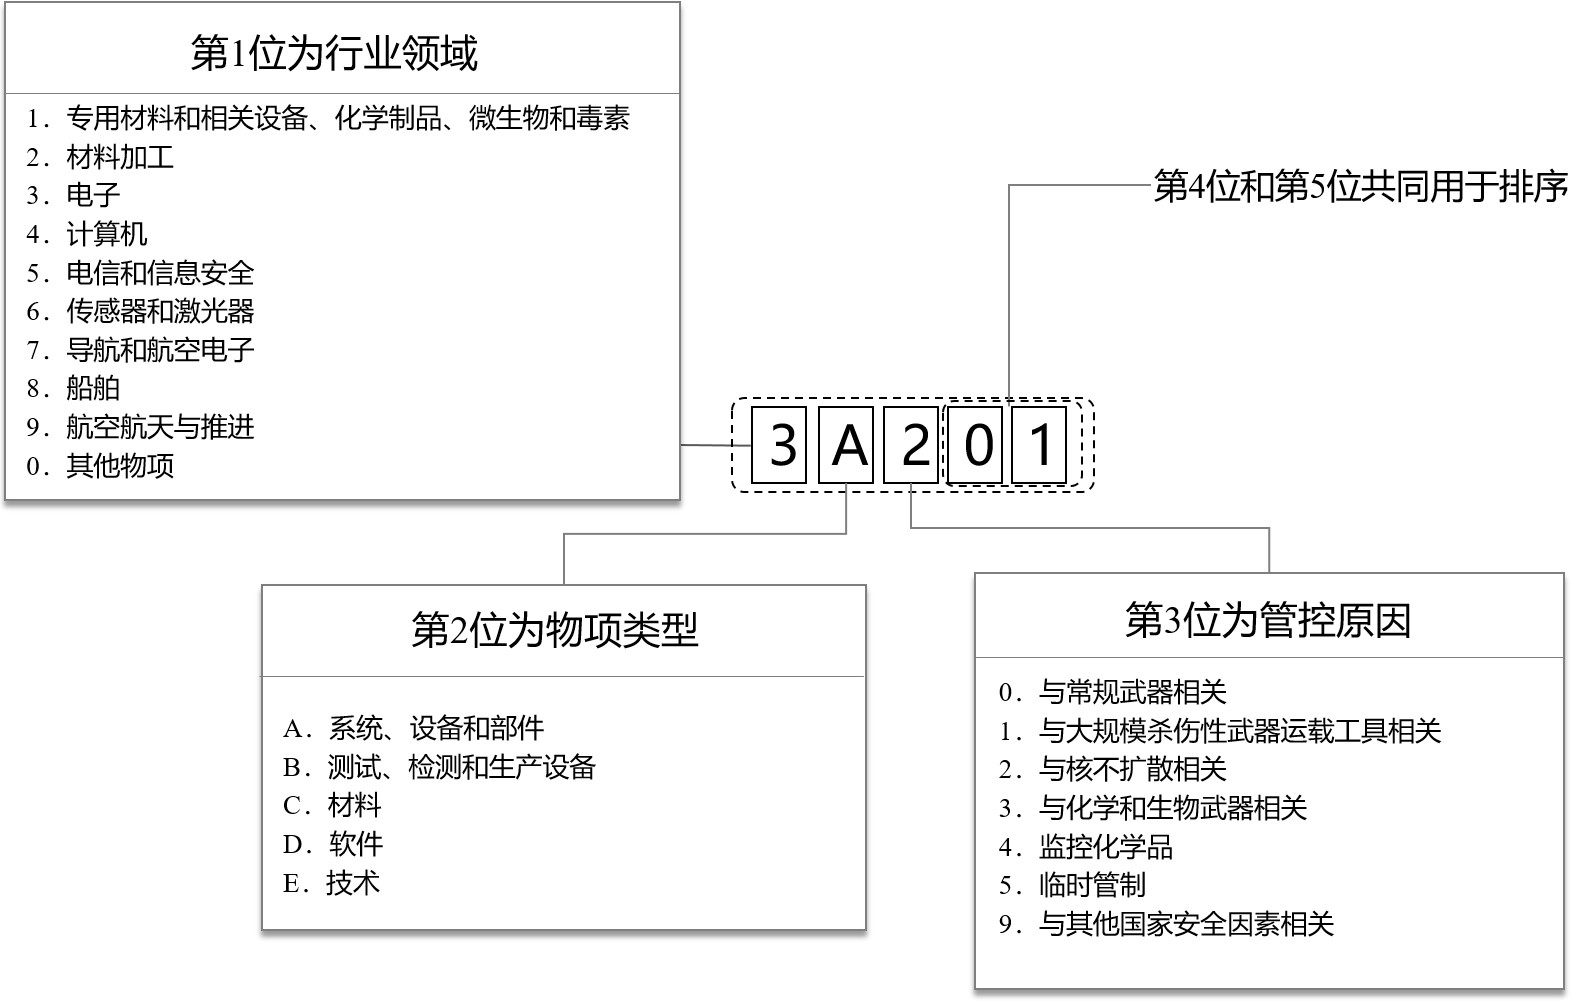 第1位为行业领域
1. 专用材料和相关设备、化学制品、微生物和毒素
2. 材料加工
3. 电子
4. 计算机
5. 电信和信息安全
6. 传感器和激光器
7. 导航和航空电子
8. 船舶
9. 航空航天与推进
0. 其他物项
第4位和第5位共同用于排序
3 A 2 0 1
第2位为物项类型
A. 系统、设备和部件
B. 测试、检测和生产设备
C. 材料
D. 软件
E. 技术
第3位为管控原因
0. 与常规武器相关
1. 与大规模杀伤性武器运载工具相关
2. 与核不扩散相关
3. 与化学和生物武器相关
4. 监控化学品
5. 临时管制
9. 与其他国家安全因素相关